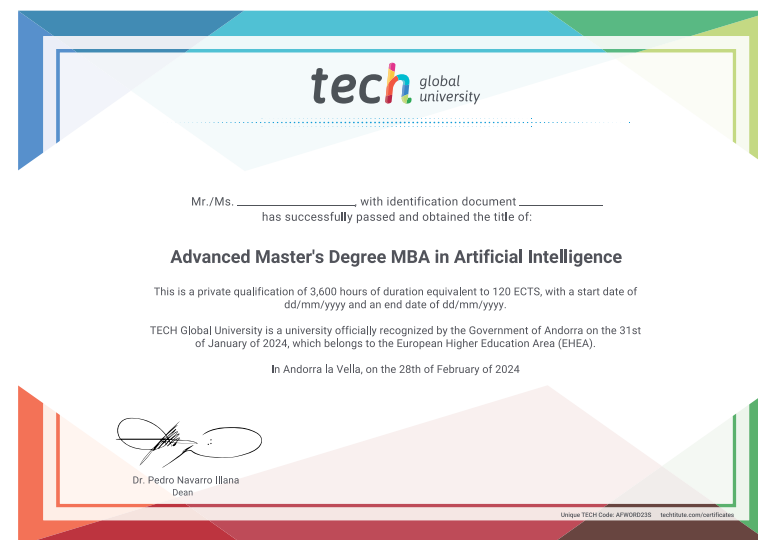 tech global
university
Mr./Ms. ____________________, with identification document ______________
has successfully passed and obtained the title of:
Advanced Master's Degree MBA in Artificial Intelligence
This is a private qualification of 3,600 hours of duration equivalent to 120 ECTS, with a start date of
dd/mm/yyyy and an end date of dd/mm/yyyy.
TECH Global University is a university officially recognized by the Government of Andorra on the 31st
of January of 2024, which belongs to the European Higher Education Area (EHEA).
In Andorra la Vella, on the 28th of February of 2024
Dr. Pedro Navarro Illana
Dean
Unique TECH Code: AFWORD23S techtitute.com/certificates